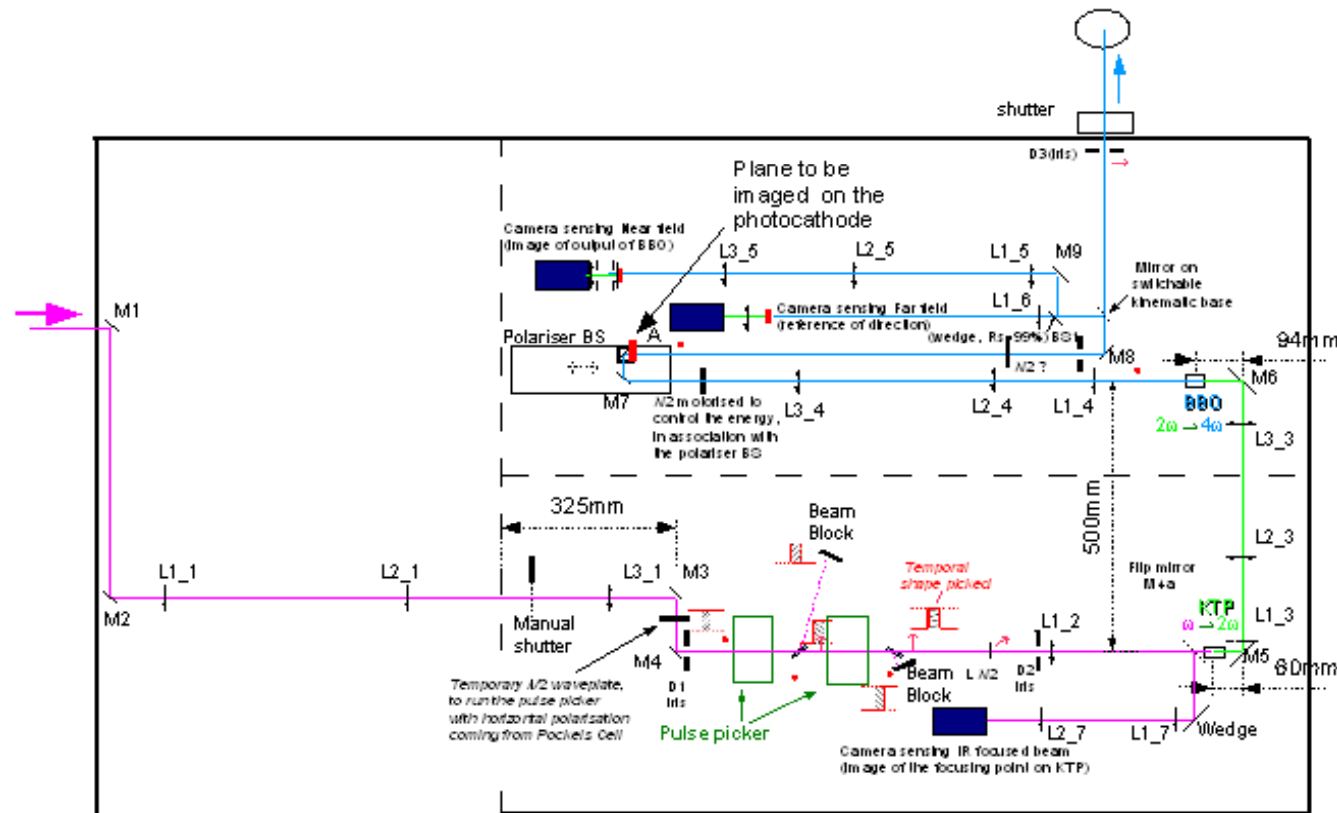 shutter
D3(Iris)
Plane to be
imaged on the
photocathode
Camera sensing Near field
(Image of output of BBO)
L3_5
L2_5
L1_5
M9
Mirror on
switchable
kinematic base
M1
L1_6
Camera sensing Far field
(reference of direction)
(wedge, Rs-99%) BS1
Polariser BS
A
M8
94mm
λ/2 ?
M6
M7
λ/2 motorised to
control the energy,
in association with
the polariser BS
L3_4
L2_4
L1_4
BBO
2ω → 4ω
L3_3
325mm
Beam
Block
500mm
L2_3
L1_1
L2_1
L3_1
M3
Temporal
shape picked
Flip mirror
M4a
M2
Manual
shutter
L1_2
KTP
ω → 2ω
L1_3
M4
M5
Temporary λ/2 waveplate,
to run the pulse picker
with horizontal polarisation
coming from Pockels Cell
D1
Iris
Beam
Block
L λ/2
D2
Iris
60mm
Pulse picker
L2_7
L1_7
Wedge
Camera sensing IR focused beam
(Image of the focusing point on KTP)